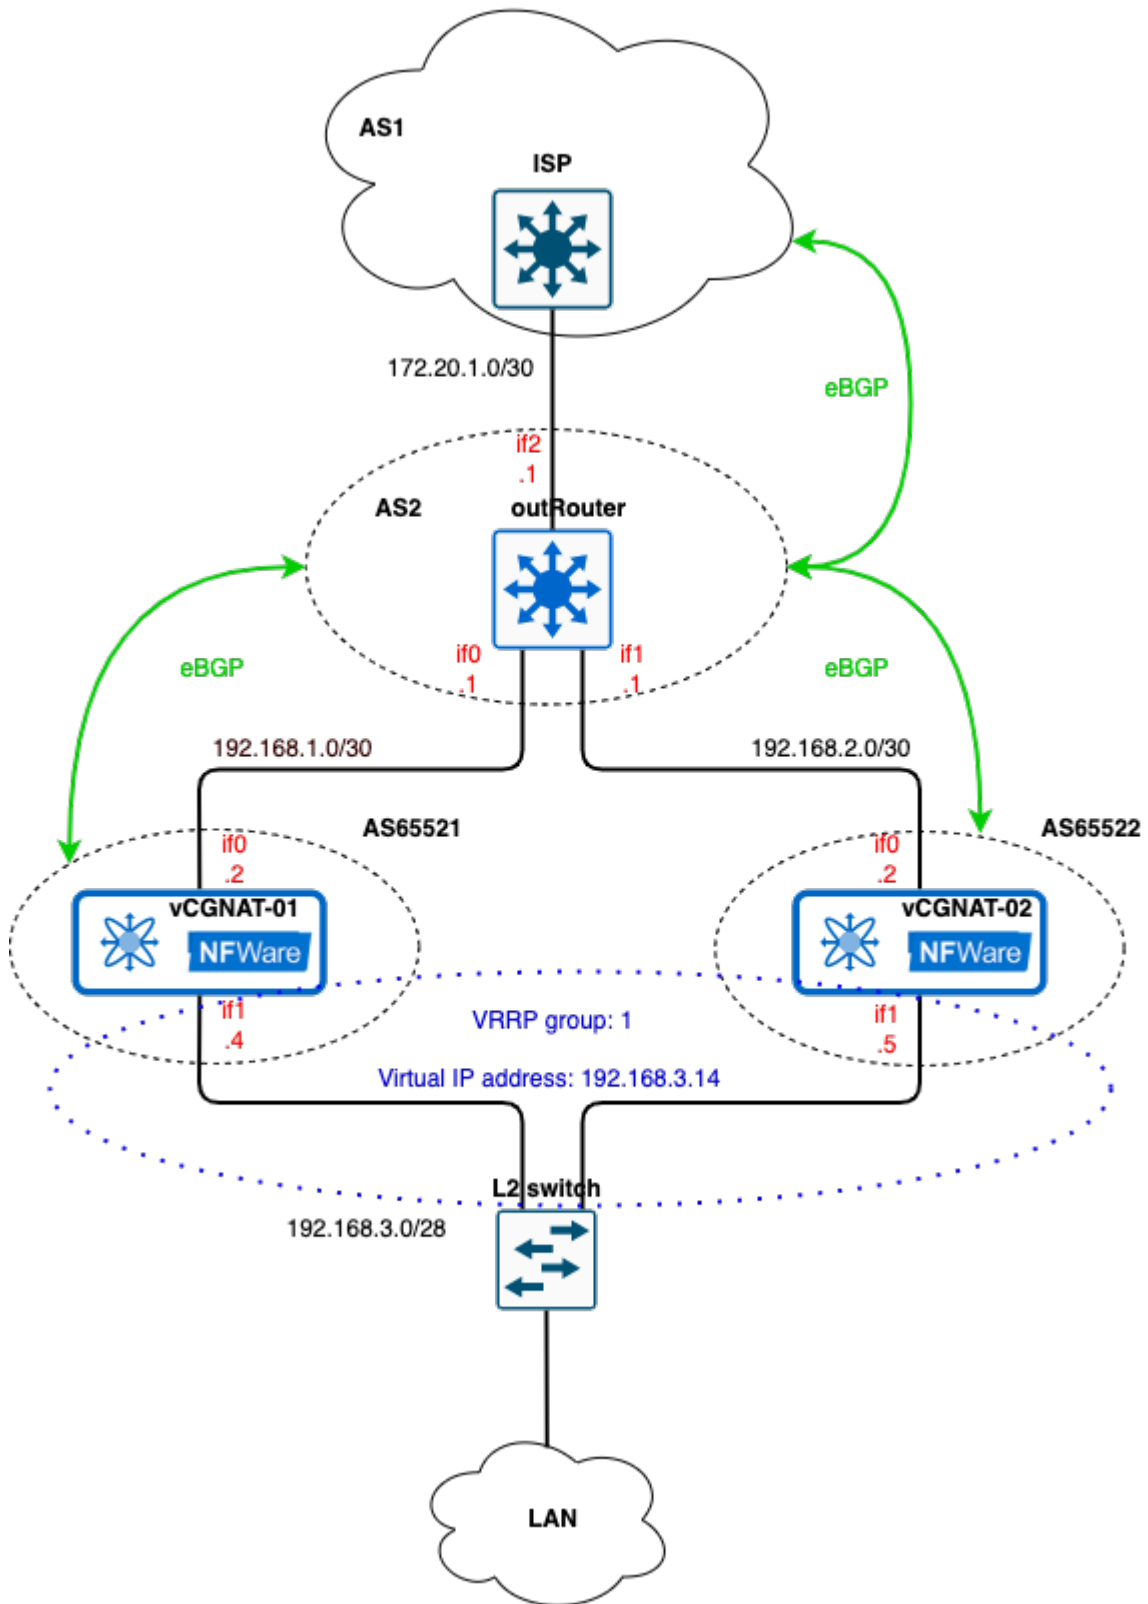 AS1
ISP
172.20.1.0/30
eBGP
if2
.1
AS2
outRouter
if0
.1
if1
.1
eBGP
eBGP
192.168.1.0/30
192.168.2.0/30
AS65521
AS65522
if0
.2
if0
.2
vCGNAT-01
NFWare
vCGNAT-02
NFWare
if1
.4
VRRP group: 1
if1
.5
Virtual IP address: 192.168.3.14
L2 switch
192.168.3.0/28
LAN